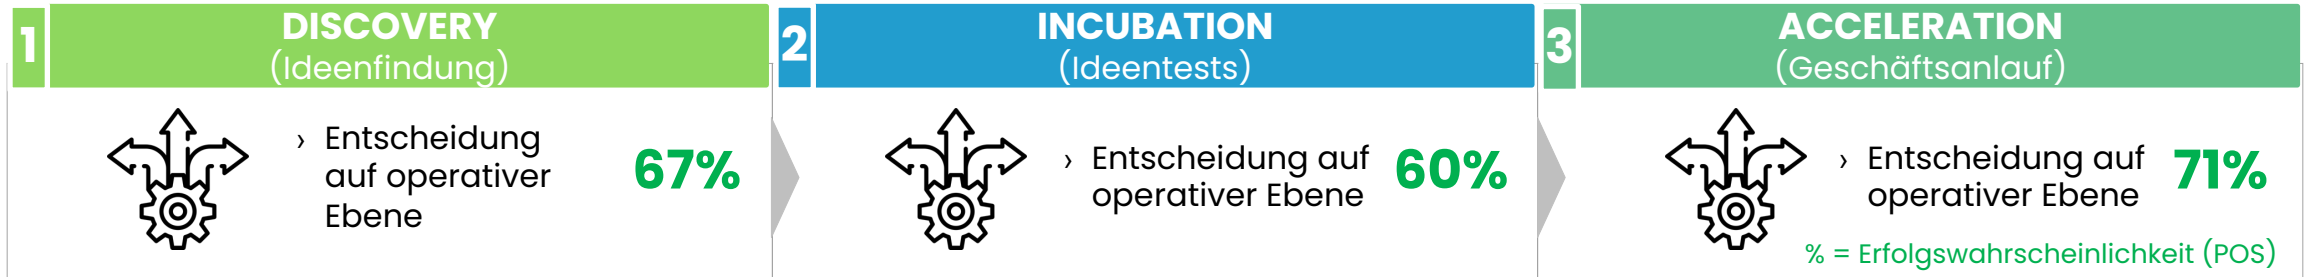 1
DISCOVERY
(Ideenfindung)
› Entscheidung
auf operativer
Ebene
67%
2
INCUBATION
(Ideentests)
› Entscheidung auf
operativer Ebene
60%
3
ACCELERATION
(Geschäftsanlauf)
› Entscheidung auf
operativer Ebene
71%
% = Erfolgswahrscheinlichkeit (POS)